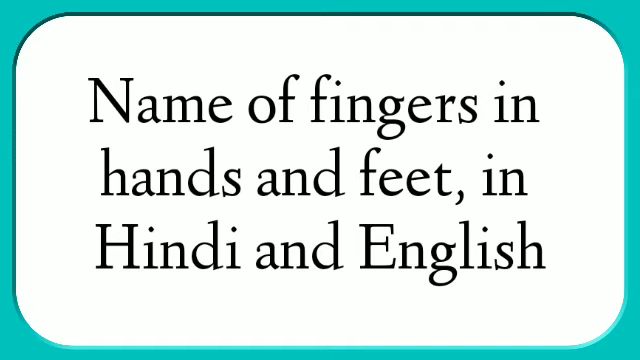 Name of fingers in
hands and feet, in
Hindi and English